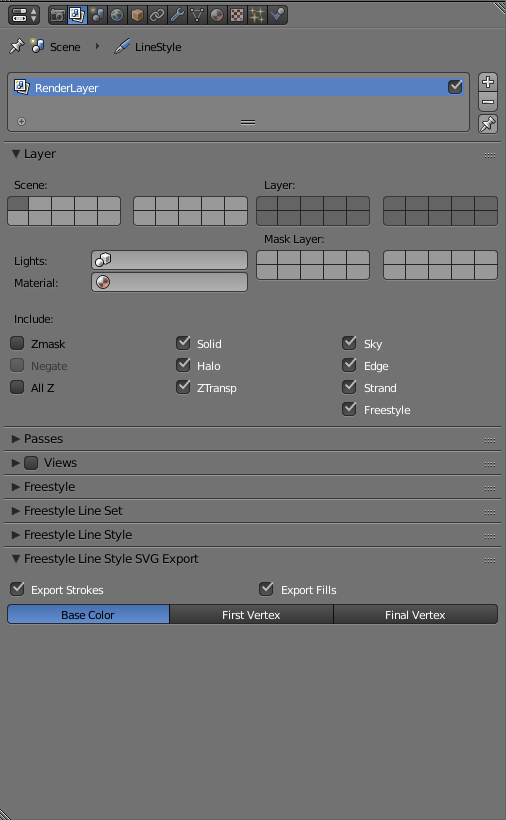 Scene LineStyle
RenderLayer
Layer
Scene: Layer:
Mask Layer:
Lights:
Material:
Include:
Zmask Solid Sky
Negate Halo Edge
All Z ZTransp Strand
Freestyle
Passes
Views
Freestyle
Freestyle Line Set
Freestyle Line Style
Freestyle Line Style SVG Export
Export Strokes Export Fills
Base Color First Vertex Final Vertex